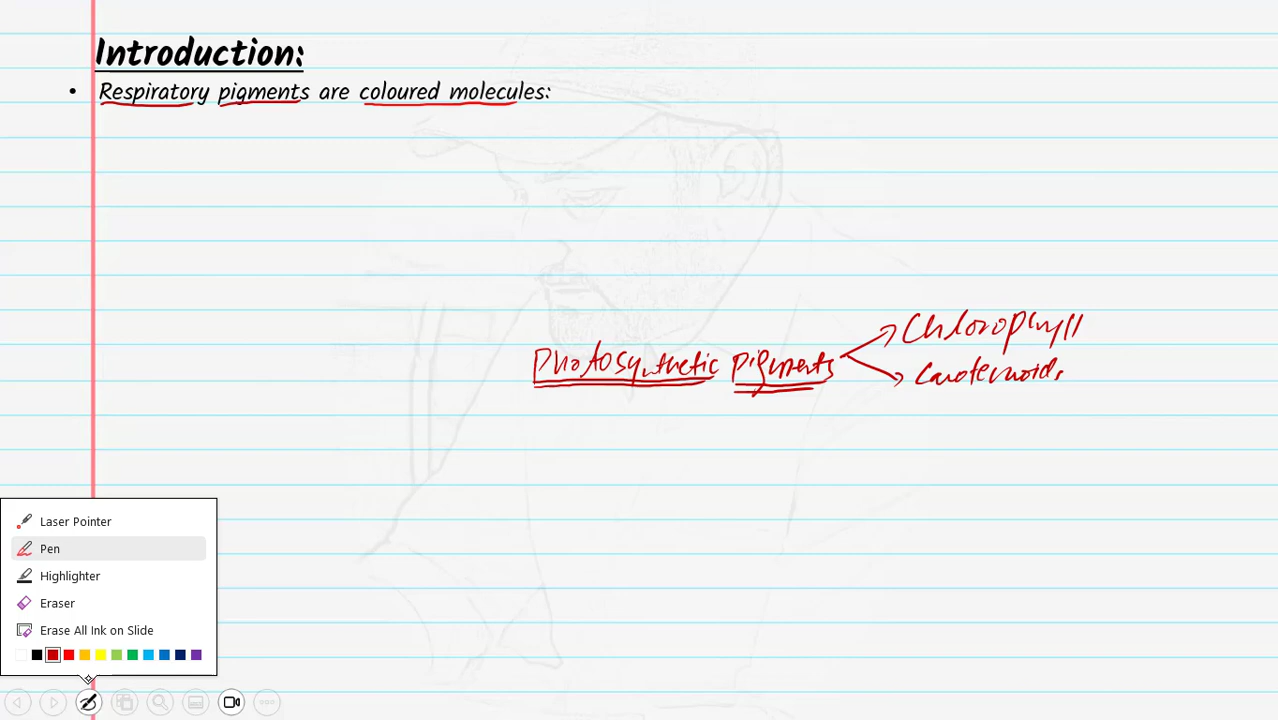 Introduction:
• Respiratory pigments are coloured molecules:
Chlorophyll
Photosynthetic pigments
Carotenoids
Laser Pointer
Pen
Highlighter
Eraser
Erase All Ink on Slide